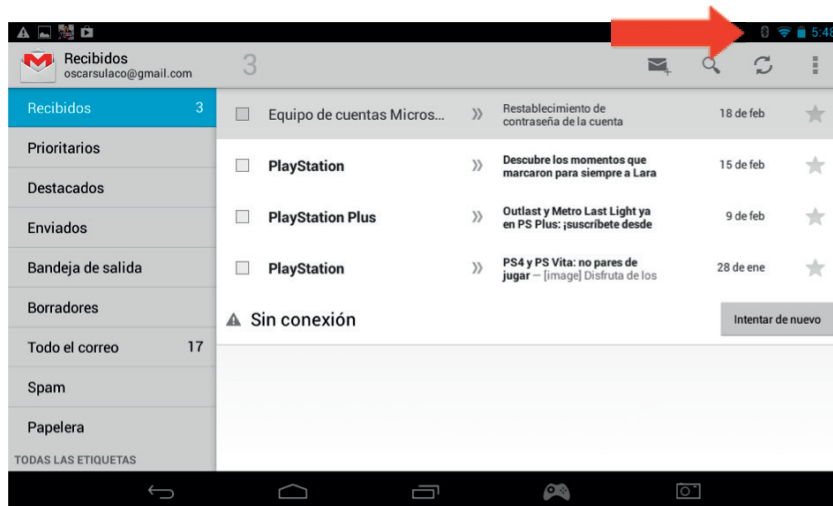 5:48
Recibidos
oscarsulaco@gmail.com
3
Recibidos 3
Prioritarios
Destacados
Enviados
Bandeja de salida
Borradores
Todo el correo 17
Spam
Papelera
TODAS LAS ETIQUETAS
Equipo de cuentas Micros... » Restablecimiento de
contraseña de la cuenta
18 de feb
PlayStation » Descubre los momentos que
marcaron para siempre a Lara
15 de feb
PlayStation Plus » Outlast y Metro Last Light ya
en PS Plus: ¡suscríbete desde
9 de feb
PlayStation » PS4 y PS Vita: no pares de
jugar – [image] Disfruta de los
28 de ene
Sin conexión
Intentar de nuevo